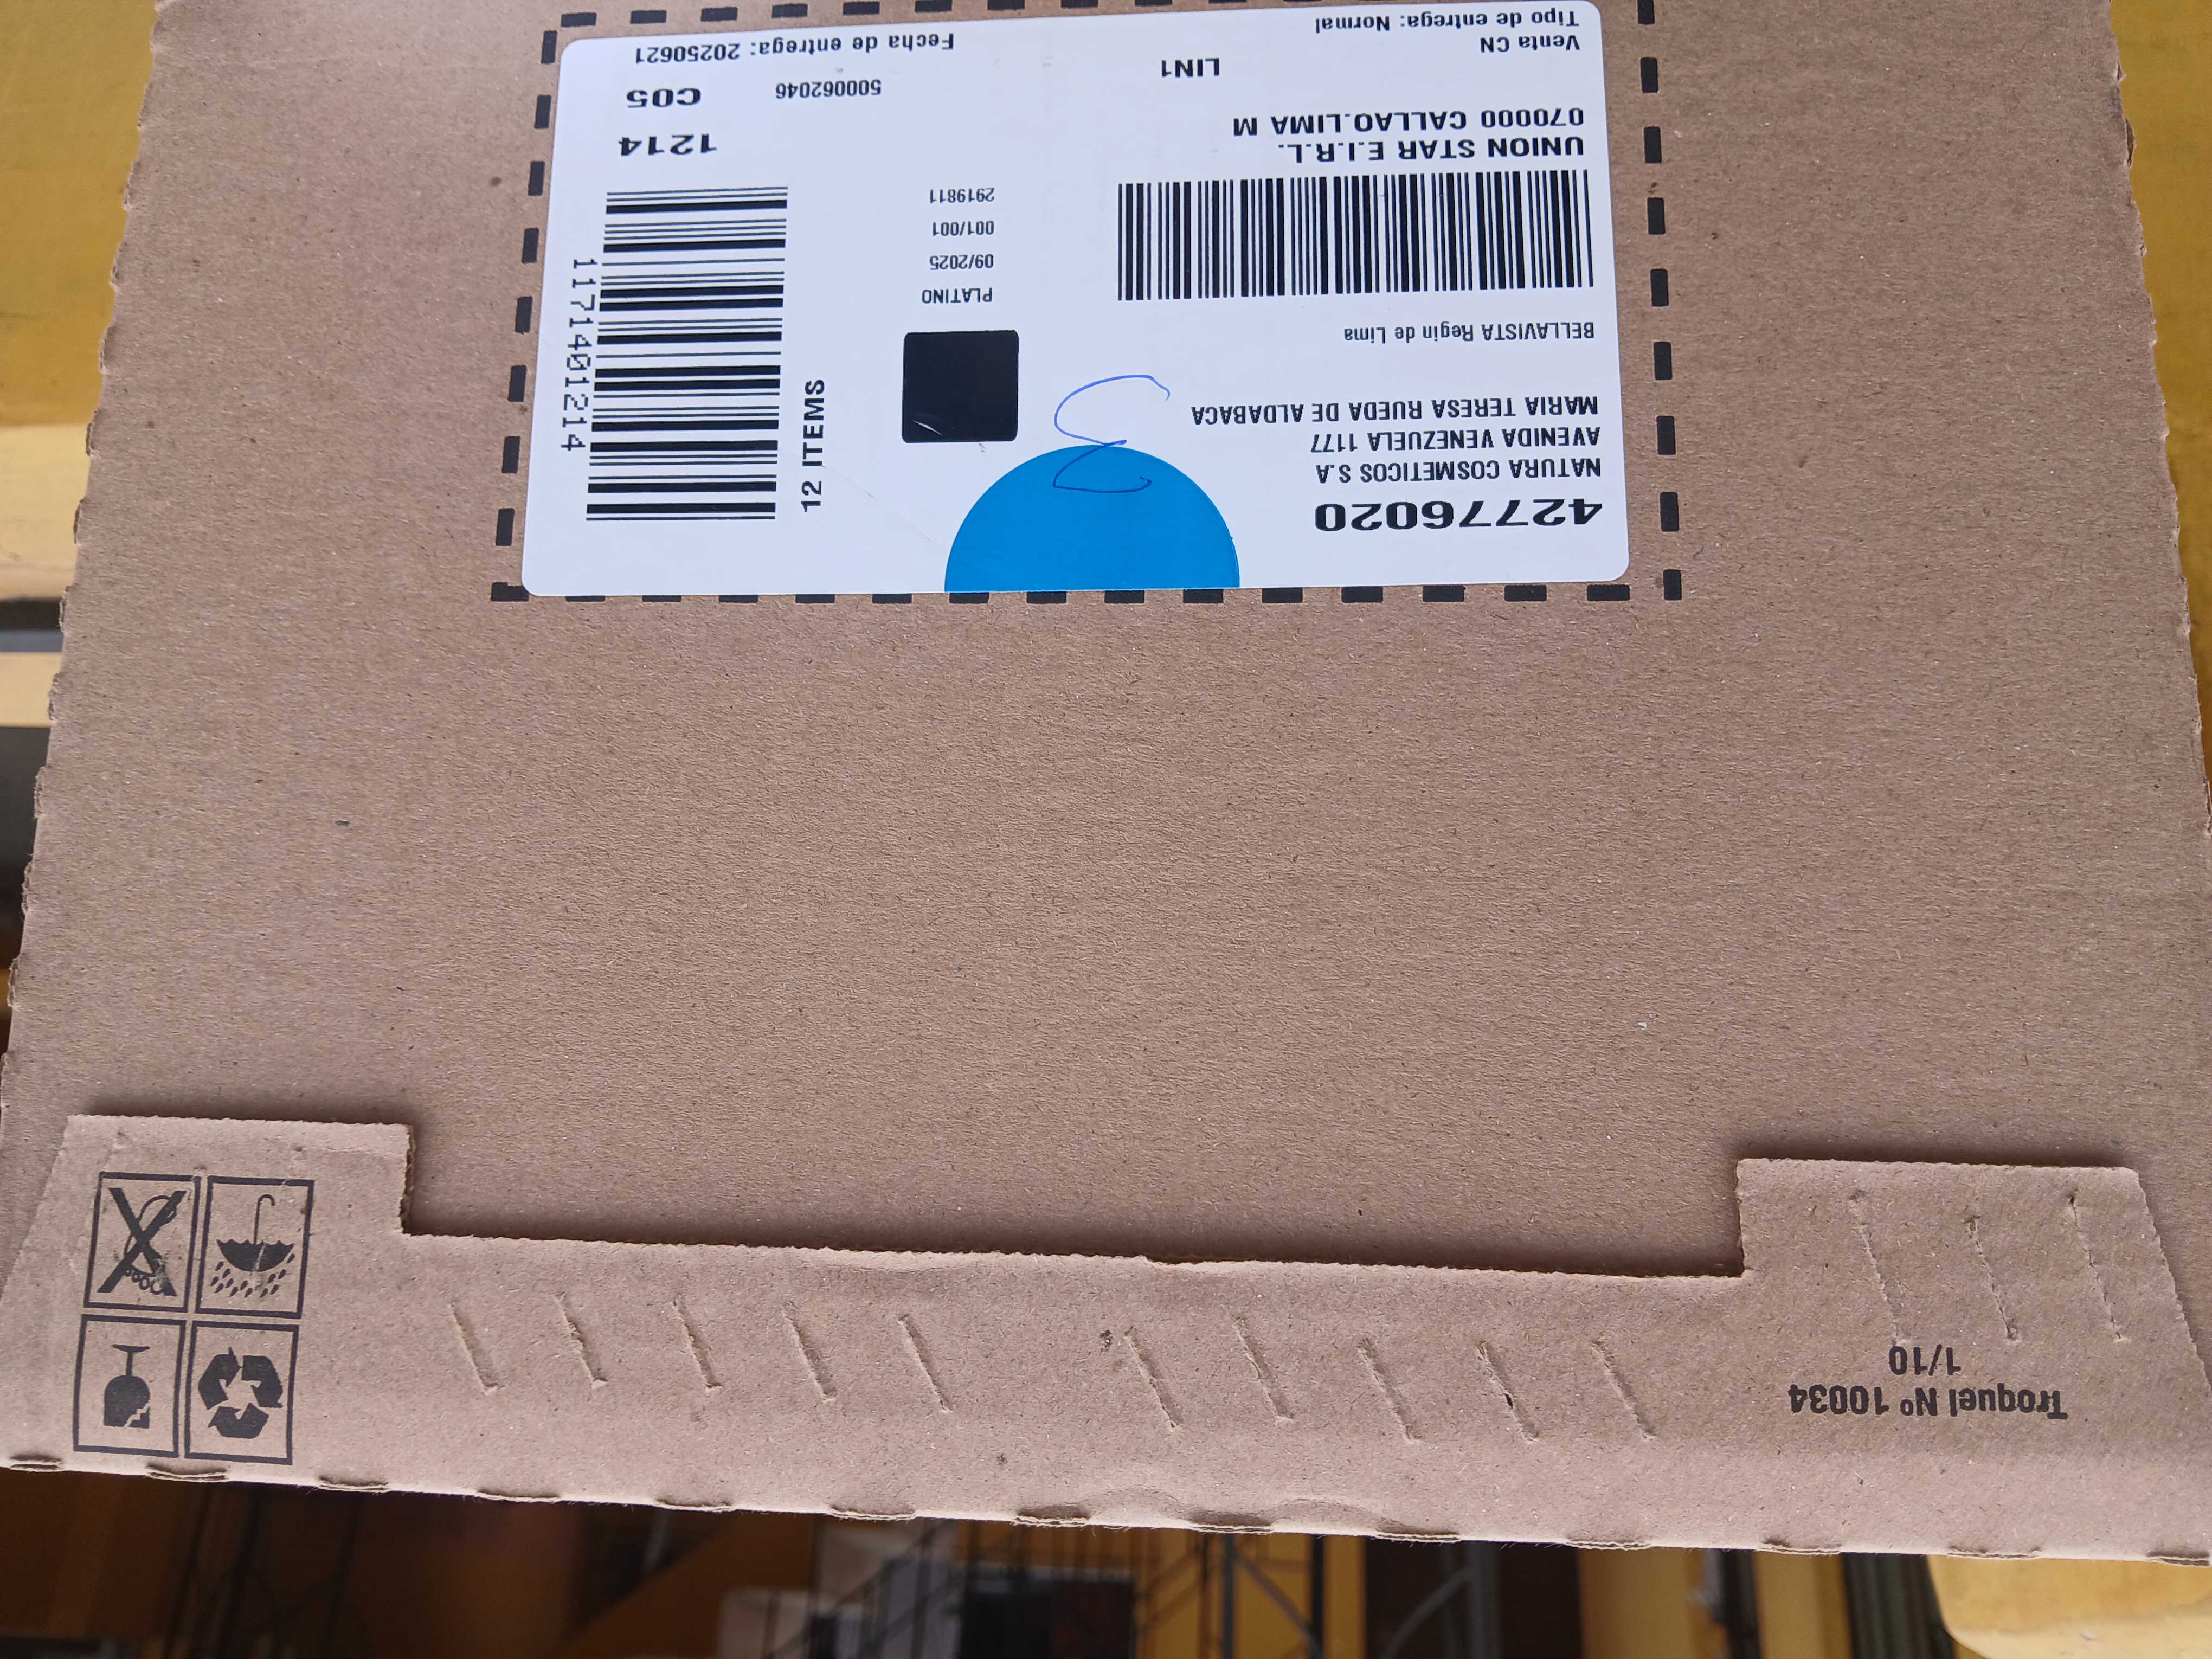 42776020
NATURA COSMETICOS S.A
AVENIDA VENEZUELA 1177
MARIA TERESA RUEDA DE ALDABACA
BELLAVISTA Regin de Lima
UNION STAR E.I.R.L.
070000 CALLAO.LIMA M
LIN1
Venta CN
Tipo de entrega: Normal
PLATINO
09/2025
001/001
2919811
12 ITEMS
1171401214
1214
C05
500062046
Fecha de entrega: 20250621
Troquel Nº 10034
1/10